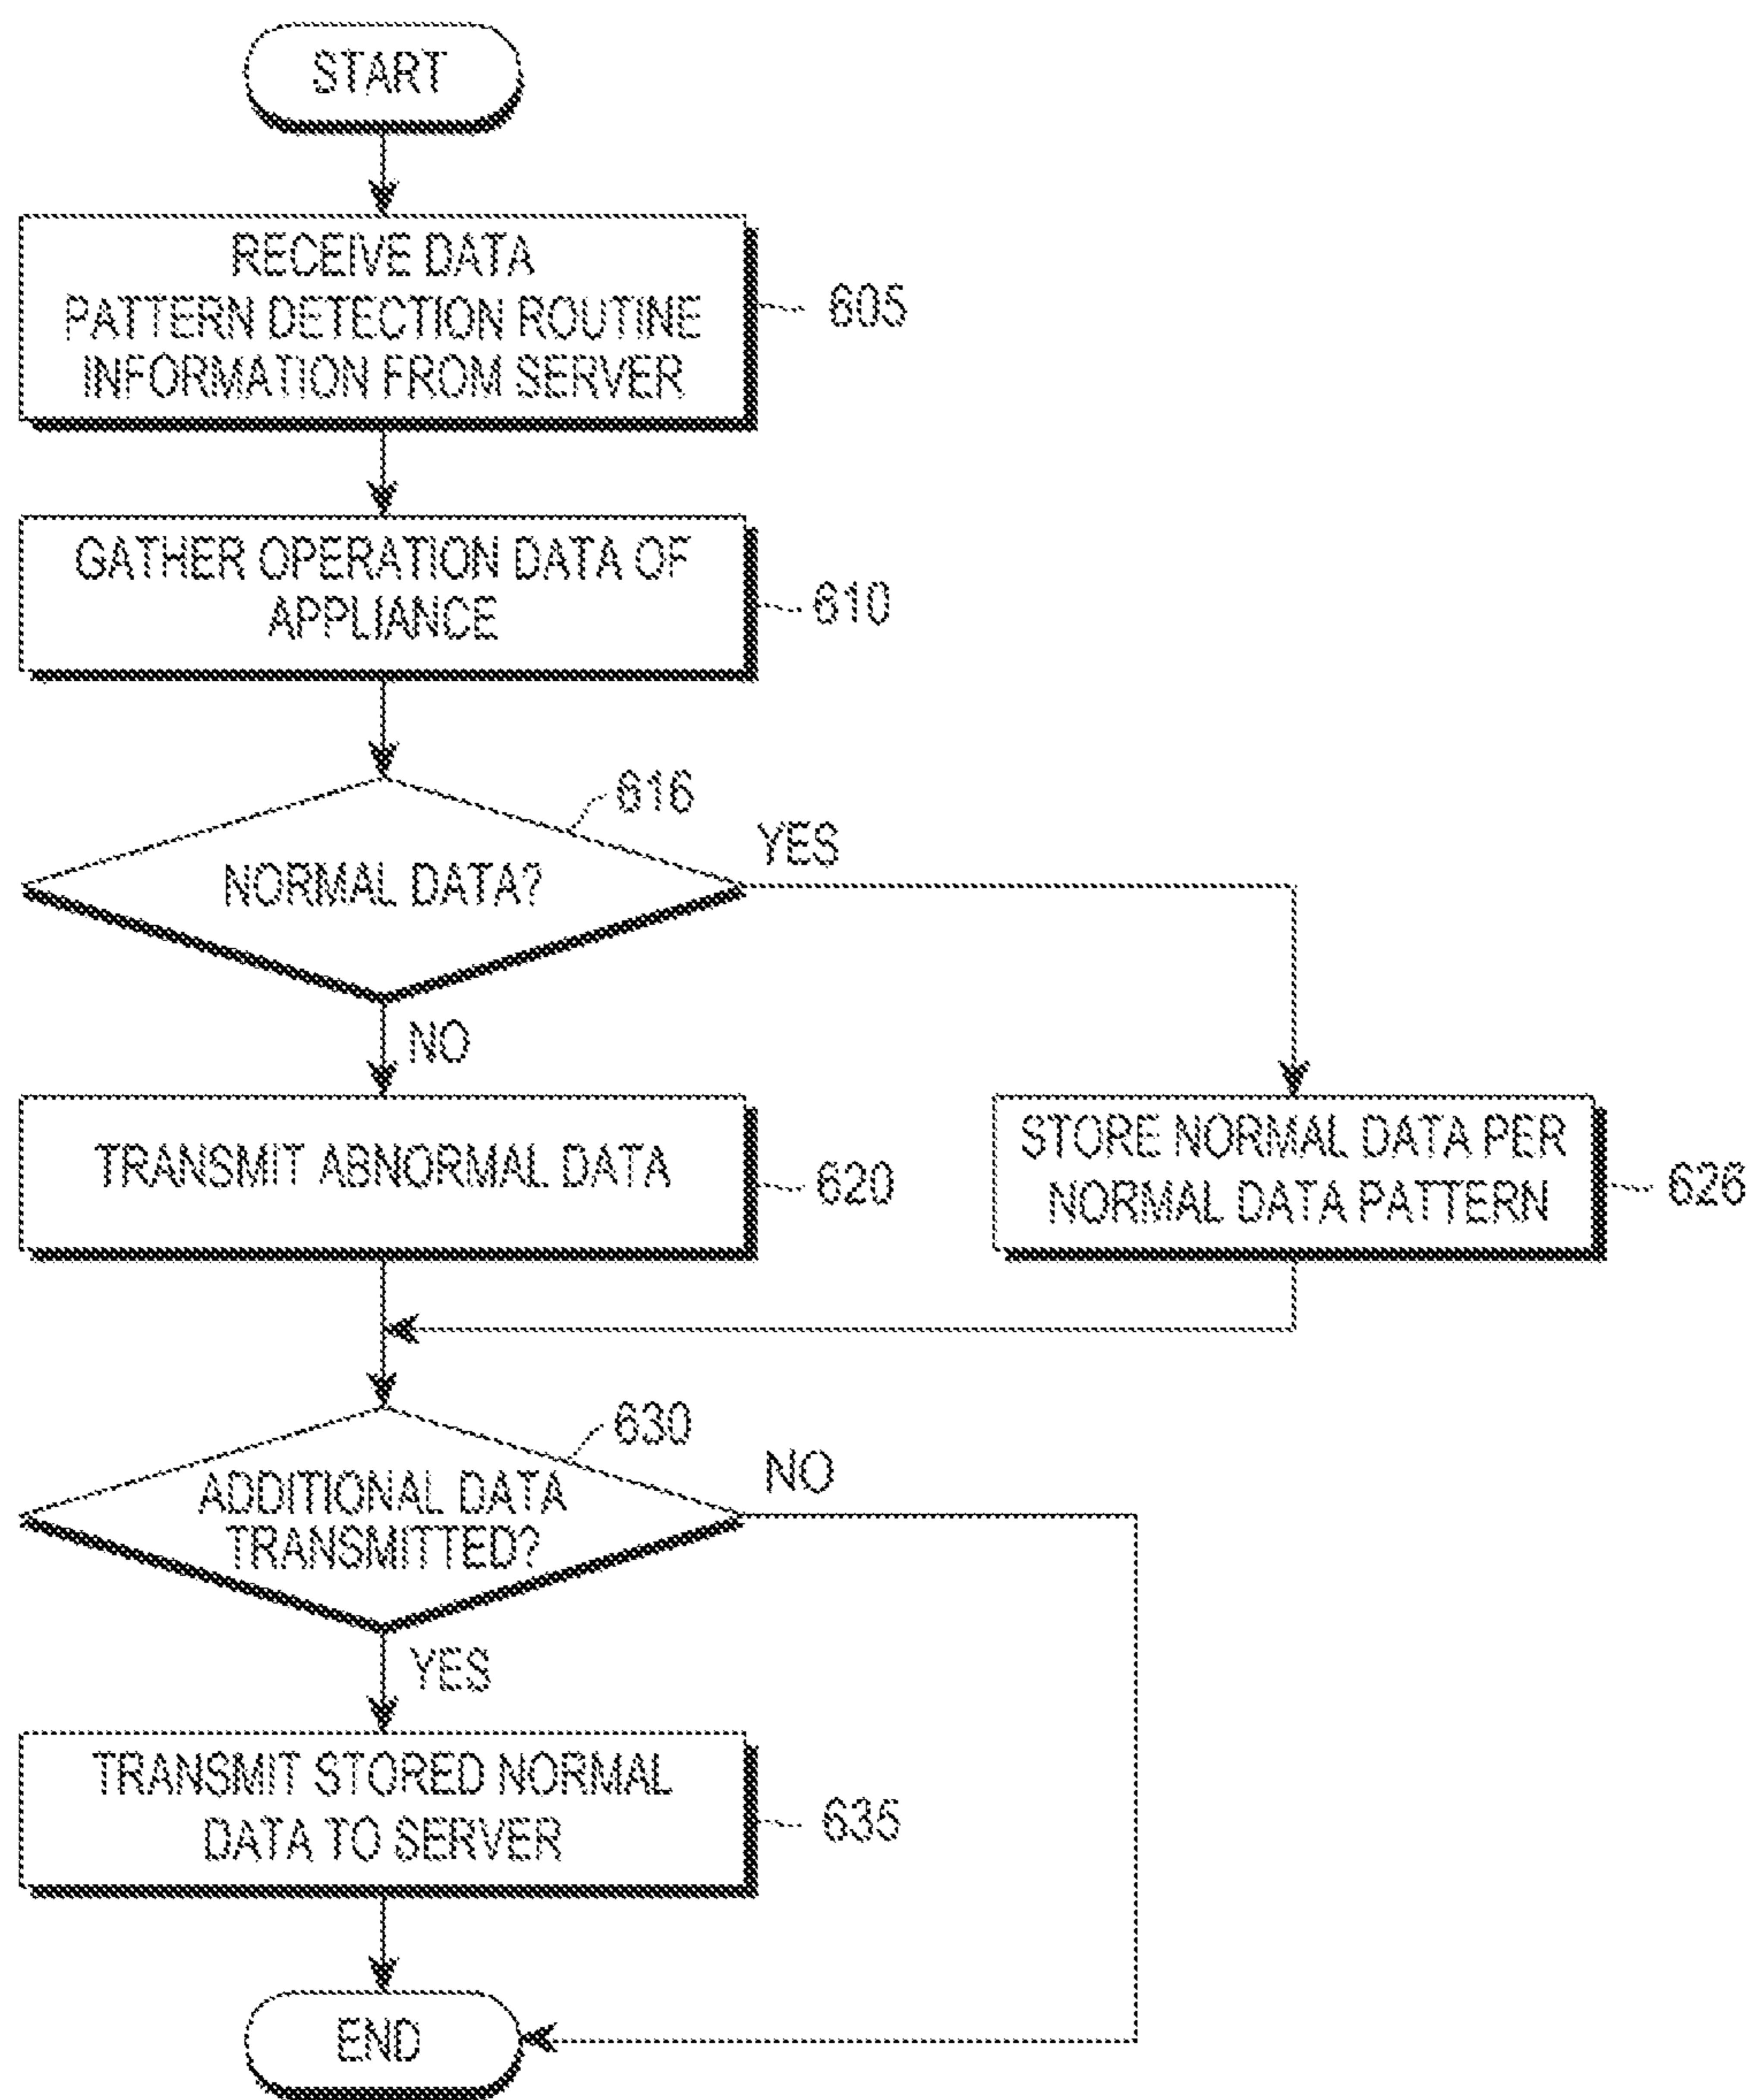 START
RECEIVE DATA
PATTERN DETECTION ROUTINE
INFORMATION FROM SERVER
605
GATHER OPERATION DATA OF
APPLIANCE
610
616
NORMAL DATA?
YES
NO
TRANSMIT ABNORMAL DATA
620
STORE NORMAL DATA PER
NORMAL DATA PATTERN
626
630
ADDITIONAL DATA
TRANSMITTED?
NO
YES
TRANSMIT STORED NORMAL
DATA TO SERVER
635
END